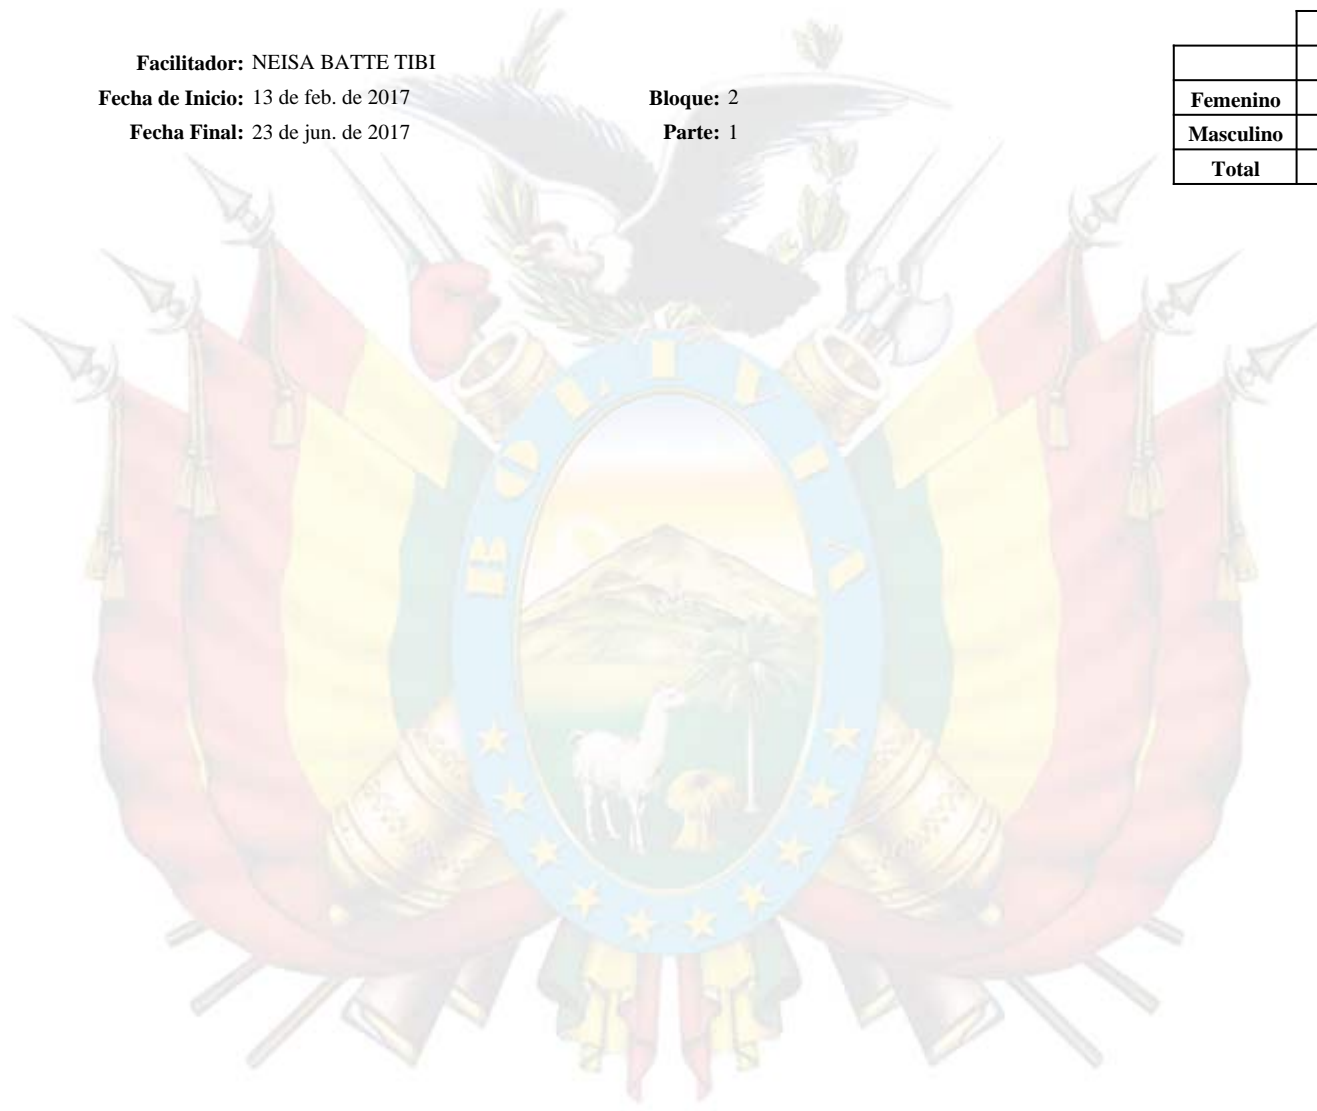 Facilitador: NEISA BATTE TIBI
Fecha de Inicio: 13 de feb. de 2017 Bloque: 2
Fecha Final: 23 de jun. de 2017 Parte: 1
Femenino
Masculino
Total
BOLIVIA